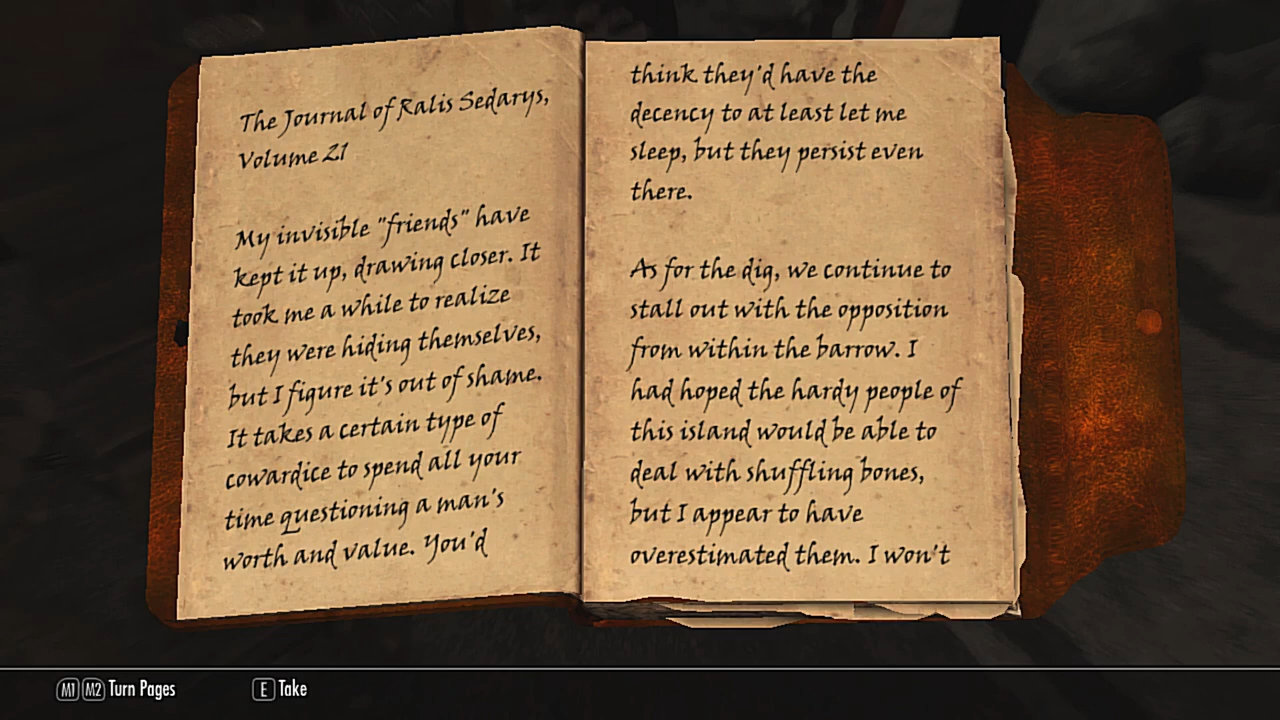 The Journal of Ralis Sedarys,
Volume 21
My invisible "friends" have
kept it up, drawing closer. It
took me a while to realize
they were hiding themselves,
but I figure it's out of shame.
It takes a certain type of
cowardice to spend all your
time questioning a man's
worth and value. You'd
think they'd have the
decency to at least let me
sleep, but they persist even
there.
As for the dig, we continue to
stall out with the opposition
from within the barrow. I
had hoped the hardy people of
this island would be able to
deal with shuffling bones,
but I appear to have
overestimated them. I won't
M1 M2 Turn Pages
E Take